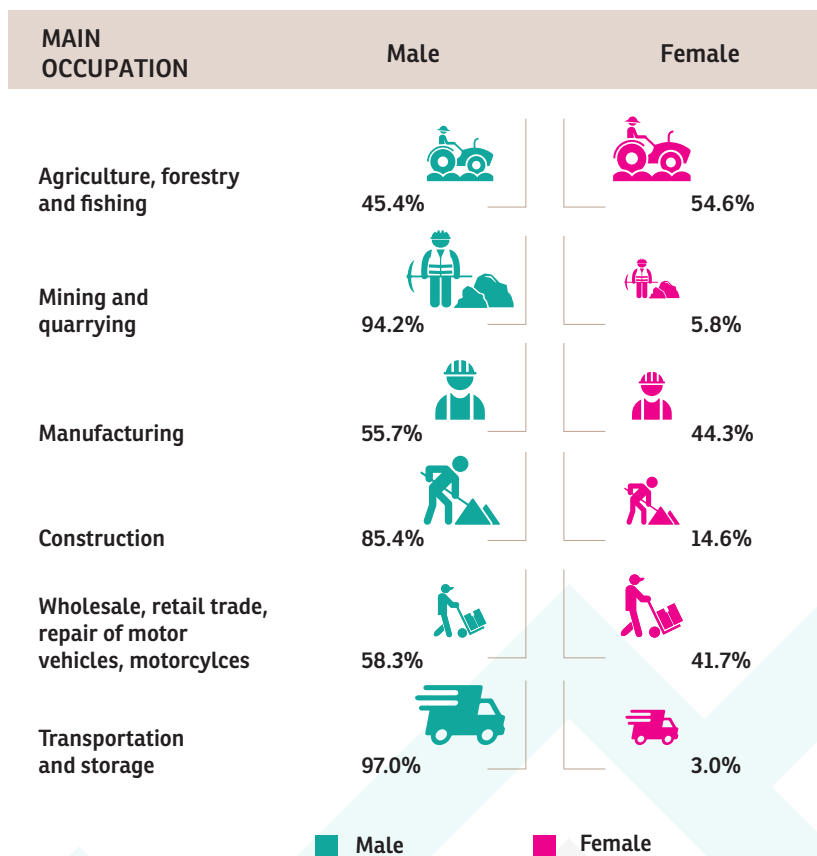 MAIN
OCCUPATION
Male
Female
Agriculture, forestry
and fishing
45.4%
54.6%
Mining and
quarrying
94.2%
5.8%
Manufacturing
55.7%
44.3%
Construction
85.4%
14.6%
Wholesale, retail trade,
repair of motor
vehicles, motorcylces
58.3%
41.7%
Transportation
and storage
97.0%
3.0%
Male
Female